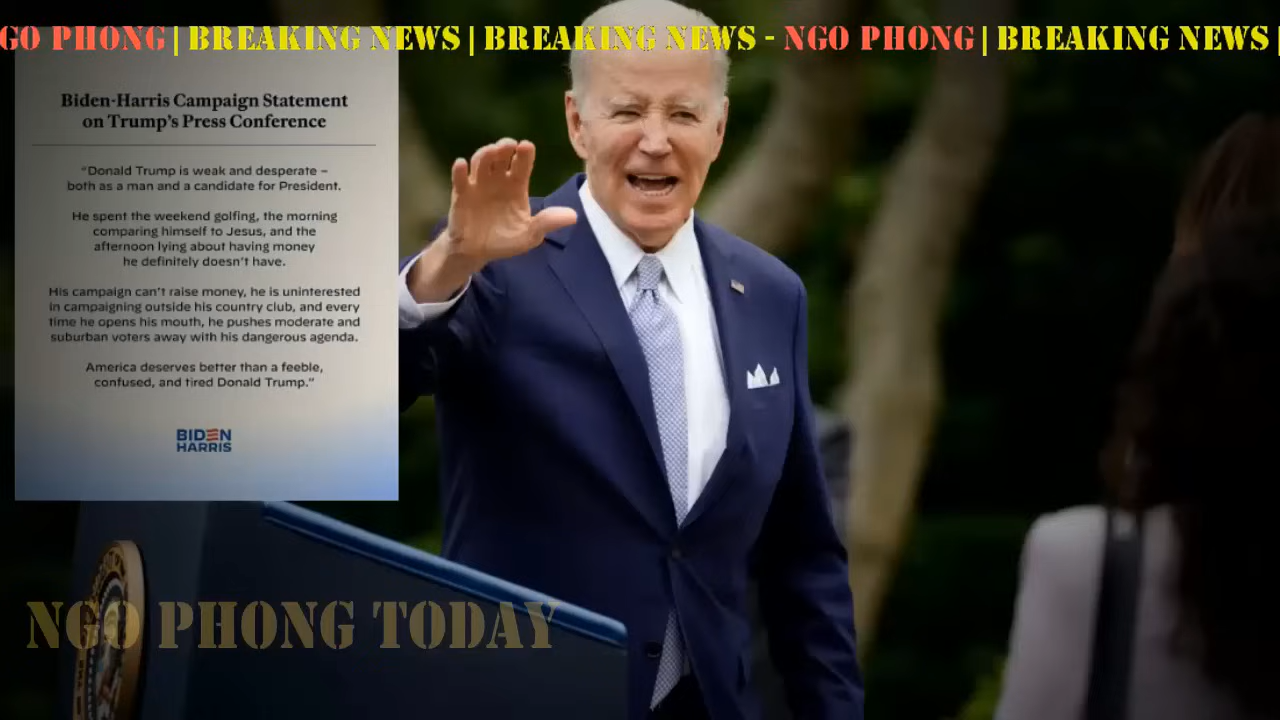 GO PHONG | BREAKING NEWS | BREAKING NEWS - NGO PHONG | BREAKING NEWS |
Biden-Harris Campaign Statement
on Trump's Press Conference
“Donald Trump is weak and desperate –
both as a man and a candidate for President.
He spent the weekend golfing, the morning
comparing himself to Jesus, and the
afternoon lying about having money
he definitely doesn't have.
His campaign can't raise money, he is uninterested
in campaigning outside his country club, and every
time he opens his mouth, he pushes moderate and
suburban voters away with his dangerous agenda.
America deserves better than a feeble,
confused, and tired Donald Trump.”
BIDEN
HARRIS
NGO PHONG TODAY